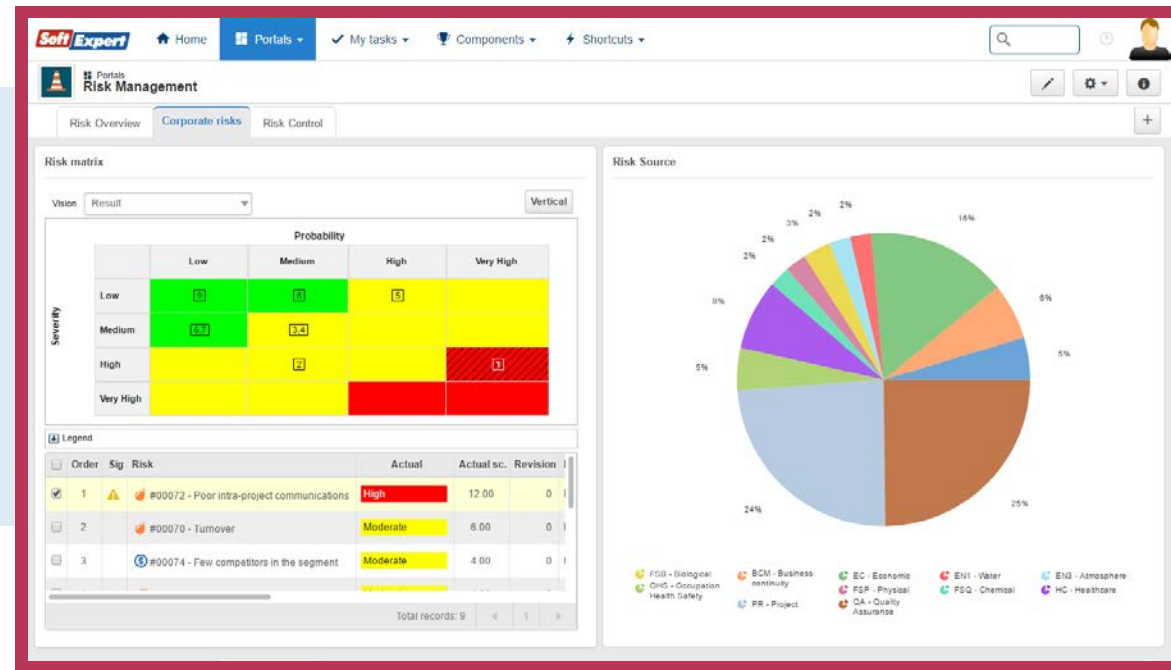 Soft Expert
Home Portals My tasks Components Shortcuts
Portals
Risk Management
Risk Overview Corporate risks Risk Control
Risk matrix
Vision Result Vertical
Probability
Low Medium High Very High
Severity
Low 9 8 5
Medium 6,7 3,4
High 2 1
Very High
Legend
Order Sig Risk Actual Actual sc. Revision
1 #00072 - Poor intra-project communications High 12.00 0
2 #00070 - Turnover Moderate 6.00 0
3 #00074 - Few competitors in the segment Moderate 4.00 0
Total records: 9 1
Risk Source
2%
2%
3%
2%
2%
16%
6%
5%
5%
24%
25%
FSB - Biological
OHS - Occupation
Health Safety
BCM - Business
continuity
PR - Project
EC - Economic
FSP - Physical
QA - Quality
Assurance
EN1 - Water
FSQ - Chemical
EN3 - Atmosphere
HC - Healthcare